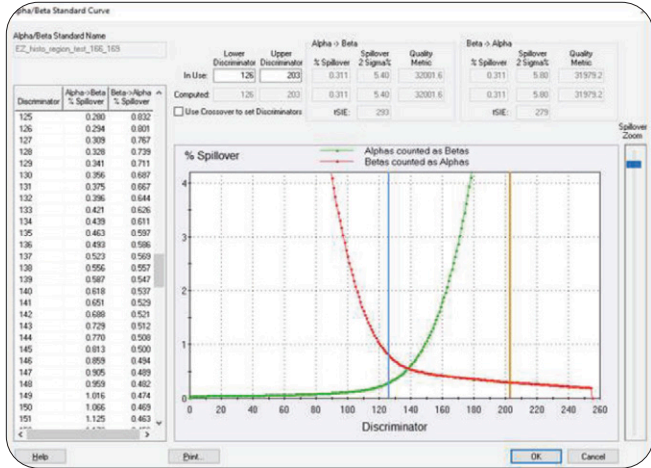 Alpha/Beta Standard Curve
Alpha/Beta Standard Name
EZ_histo_region_test_166_169
Discriminator Alpha->Beta % Spillover Beta->Alpha % Spillover
125 0.280 0.832
126 0.294 0.801
127 0.309 0.767
128 0.328 0.739
129 0.341 0.711
130 0.356 0.687
131 0.375 0.667
132 0.396 0.644
133 0.421 0.626
134 0.439 0.611
135 0.463 0.597
136 0.493 0.586
137 0.523 0.569
138 0.556 0.557
139 0.587 0.547
140 0.618 0.537
141 0.651 0.529
142 0.688 0.521
143 0.729 0.512
144 0.770 0.508
145 0.813 0.500
146 0.859 0.494
147 0.905 0.489
148 0.959 0.482
149 1.016 0.474
150 1.066 0.469
151 1.125 0.463
Lower Discriminator Upper Discriminator
Alpha -> Beta
% Spillover Spillover 2 Sigma% Quality Metric
Beta -> Alpha
% Spillover Spillover 2 Sigma% Quality Metric
In Use: 126 203 0.311 5.40 32001.6 0.311 5.80 31979.2
Computed: 126 203 0.311 5.40 32001.6 0.311 5.80 31979.2
Use Crossover to set Discriminators
tSIE: 293
tSIE: 279
Spillover Zoom
% Spillover
Alphas counted as Betas
Betas counted as Alphas
4
3
2
1
0
0 20 40 60 80 100 120 140 160 180 200 220 240 260
Discriminator
Help
Print...
OK
Cancel